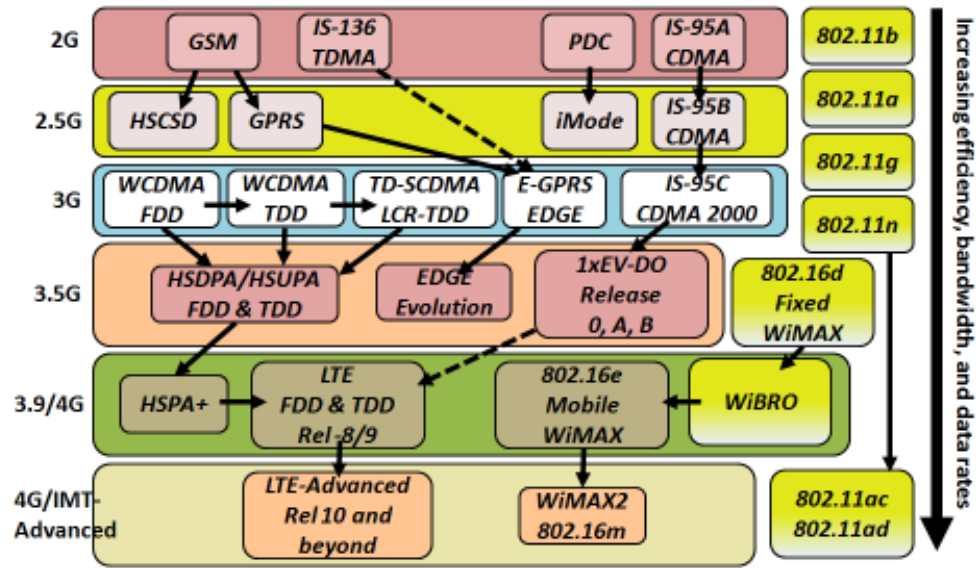 2G
GSM
IS-136
TDMA
PDC
IS-95A
CDMA
802.11b
2.5G
HSCSD
GPRS
iMode
IS-95B
CDMA
802.11a
802.11g
3G
WCDMA
FDD
WCDMA
TDD
TD-SCDMA
LCR-TDD
E-GPRS
EDGE
IS-95C
CDMA 2000
802.11n
3.5G
HSDPA/HSUPA
FDD & TDD
EDGE
Evolution
1xEV-DO
Release
0, A, B
802.16d
Fixed
WiMAX
3.9/4G
HSPA+
LTE
FDD & TDD
Rel-8/9
802.16e
Mobile
WiMAX
WiBRO
4G/IMT-
Advanced
LTE-Advanced
Rel 10 and
beyond
WiMAX2
802.16m
802.11ac
802.11ad
Increasing efficiency, bandwidth, and data rates